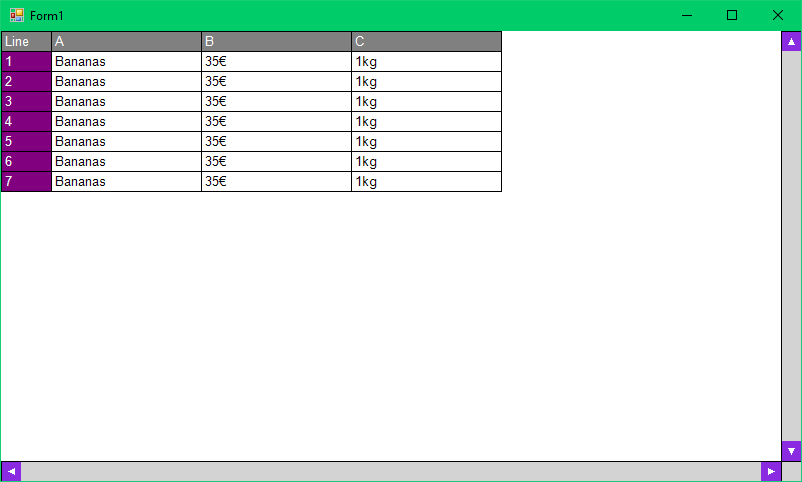 Form1
Line A B C
1 Bananas 35€ 1kg
2 Bananas 35€ 1kg
3 Bananas 35€ 1kg
4 Bananas 35€ 1kg
5 Bananas 35€ 1kg
6 Bananas 35€ 1kg
7 Bananas 35€ 1kg